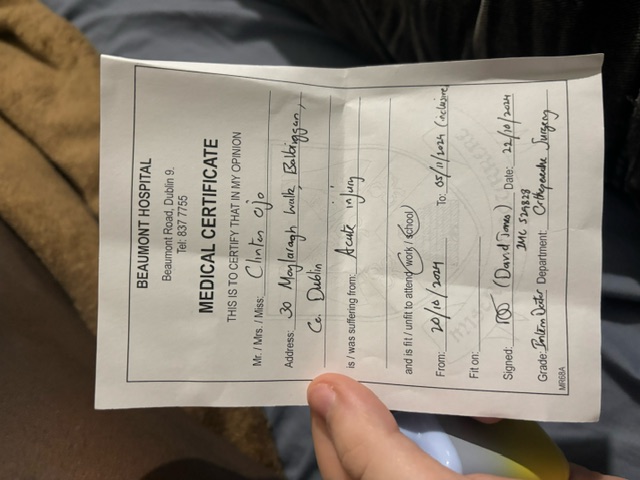 BEAUMONT HOSPITAL
Beaumont Road, Dublin 9.
Tel: 837 7755
MEDICAL CERTIFICATE
THIS IS TO CERTIFY THAT IN MY OPINION
Mr. / Mrs. / Miss: Clinton Ojo
Address: 30 Moylaragh Walk, Balbriggan,
Co. Dublin
is / was suffering from: Acute injury
and is fit / unfit to attend work / school
From: 20/10/2024 To: 05/11/2024 (inclusive
Fit on:
Signed: (David Jones) Date: 22/10/2024
IMC 529828
Grade: Intern Doctor Department: Orthopaedic Surgery
MR68A